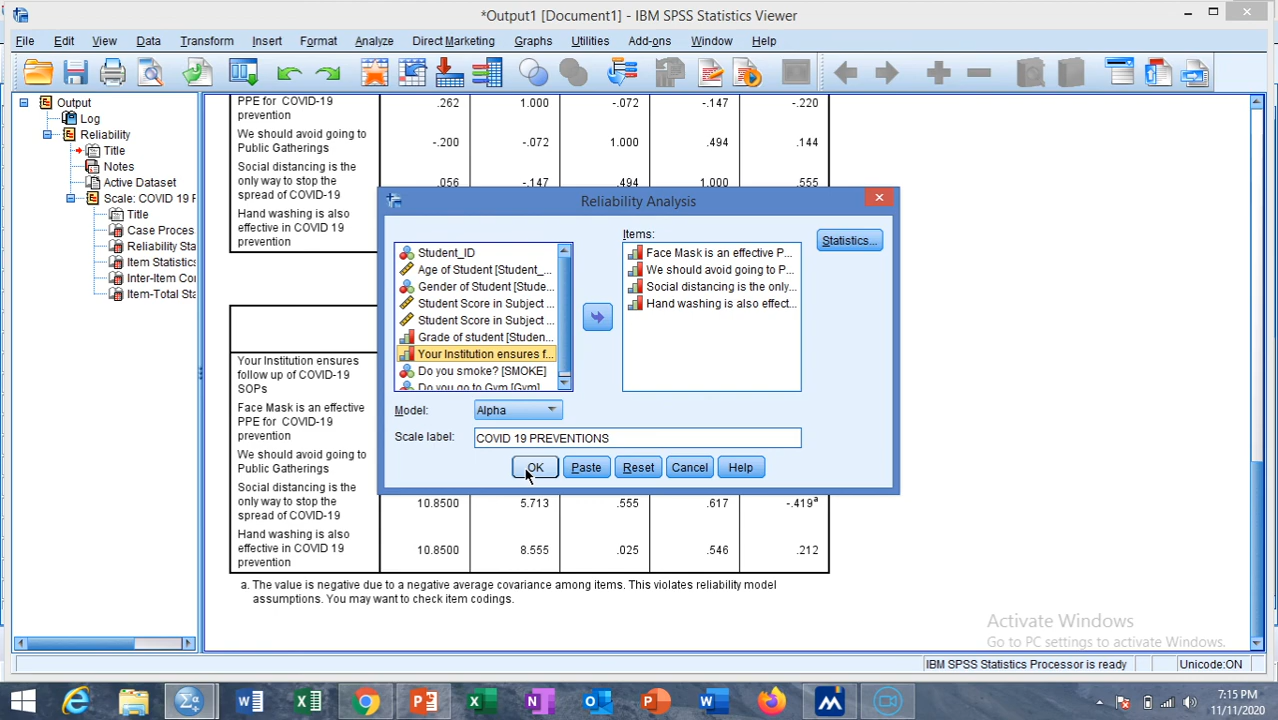 *Output1 [Document1] - IBM SPSS Statistics Viewer
File Edit View Data Transform Insert Format Analyze Direct Marketing Graphs Utilities Add-ons Window Help
Output
Log
Reliability
Title
Notes
Active Dataset
Scale: COVID 19 P
Title
Case Proces
Reliability Sta
Item Statistics
Inter-Item Co
Item-Total Sta
PPE for COVID-19
prevention
.262 1.000 -.072 -.147 -.220
We should avoid going to
Public Gatherings
-.200 -.072 1.000 .494 .144
Social distancing is the
only way to stop the
spread of COVID-19
.056 -.147 .494 1.000 .555
Hand washing is also
effective in COVID 19
prevention
Your Institution ensures
follow up of COVID-19
SOPs
Face Mask is an effective
PPE for COVID-19
prevention
We should avoid going to
Public Gatherings
Social distancing is the
only way to stop the
spread of COVID-19
10.8500 5.713 .555 .617 -.419a
Hand washing is also
effective in COVID 19
prevention
10.8500 8.555 .025 .546 .212
a. The value is negative due to a negative average covariance among items. This violates reliability model
assumptions. You may want to check item codings.
Reliability Analysis
Student_ID
Age of Student [Student_...
Gender of Student [Stude...
Student Score in Subject ...
Student Score in Subject ...
Grade of student [Studen...
Your Institution ensures f...
Do you smoke? [SMOKE]
Do you go to Gym [Gym]
Items:
Face Mask is an effective P...
We should avoid going to P...
Social distancing is the only...
Hand washing is also effect...
Statistics...
Model: Alpha
Scale label: COVID 19 PREVENTIONS
OK Paste Reset Cancel Help
Activate Windows
Go to PC settings to activate Windows.
IBM SPSS Statistics Processor is ready Unicode:ON
7:15 PM
11/11/2020